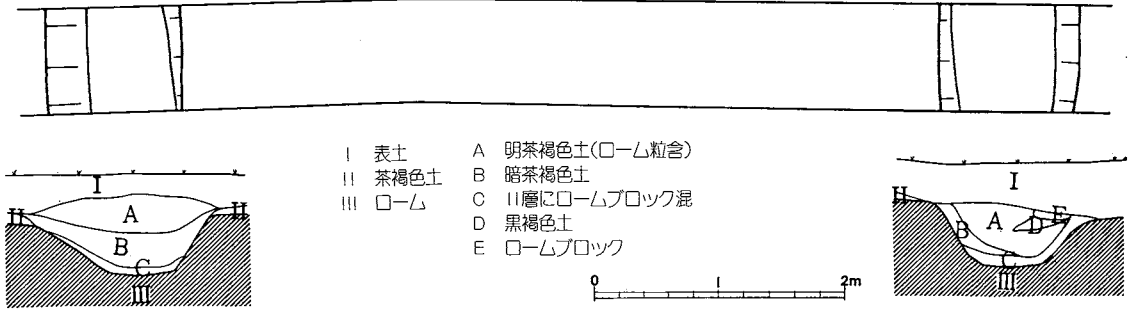 I 表土
II 茶褐色土
III ローム
A 明茶褐色土(ローム粒含)
B 暗茶褐色土
C II層にロームブロック混
D 黒褐色土
E ロームブロック
I
II
A
II
B
C
III
0 1 2m
I
II
A
E
D
B
C
III